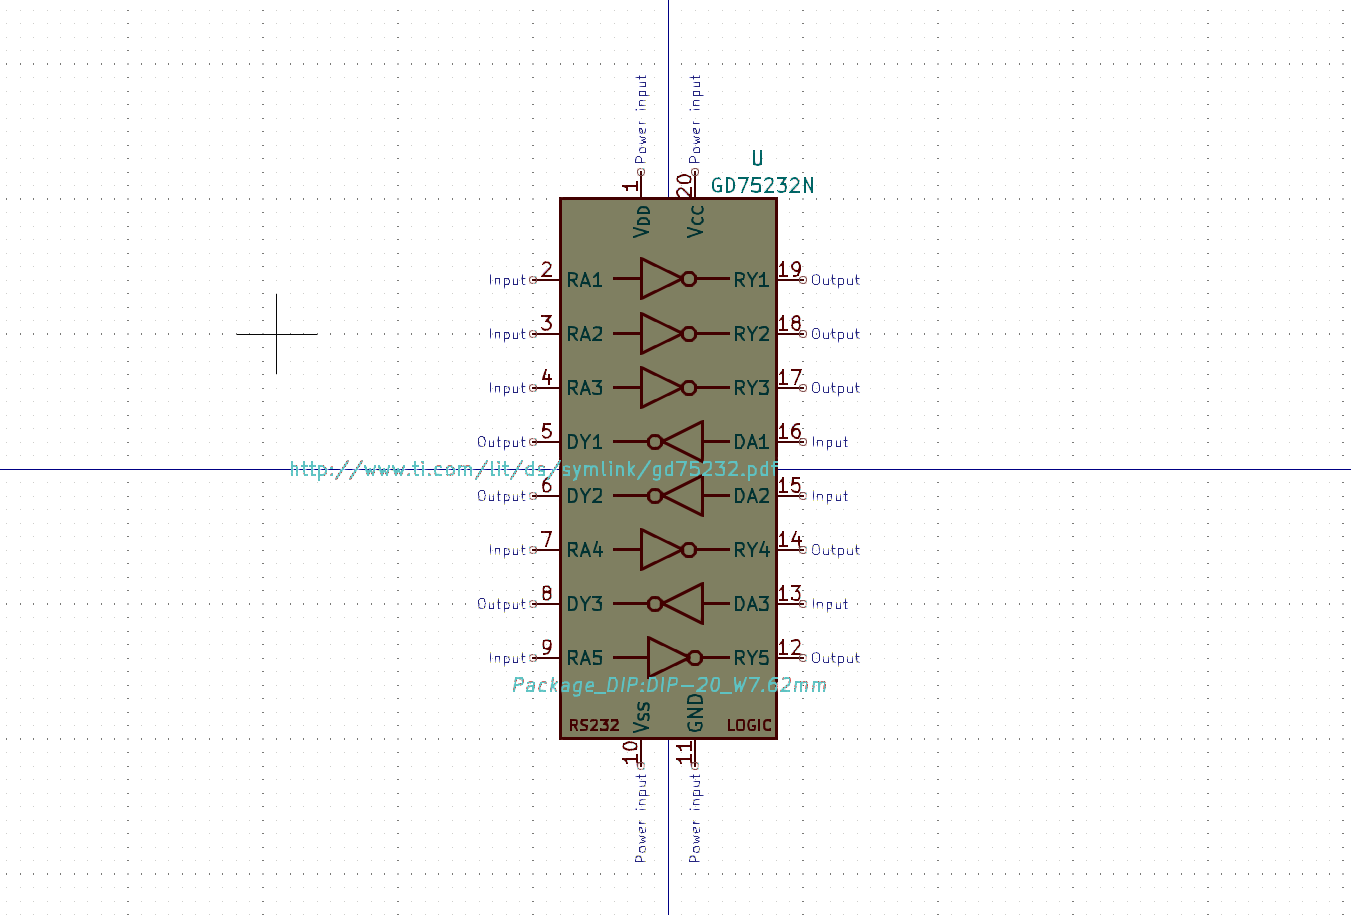 Power input
Power input
U
GD75232N
1
20
VDD
VCC
Input 2 RA1 RY1 19 Output
Input 3 RA2 RY2 18 Output
Input 4 RA3 RY3 17 Output
Output 5 DY1 DA1 16 Input
http://www.ti.com/lit/ds/symlink/gd75232.pdf
Output 6 DY2 DA2 15 Input
Input 7 RA4 RY4 14 Output
Output 8 DY3 DA3 13 Input
Input 9 RA5 RY5 12 Output
Package_DIP:DIP-20_W7.62mm
RS232 VSS GND LOGIC
10
11
Power input
Power input